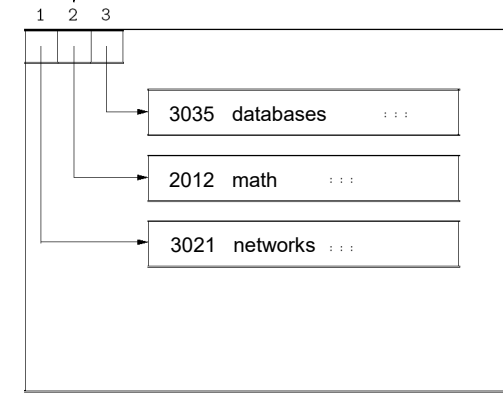 1 2 3
3035 databases : : :
2012 math : : :
3021 networks : : :